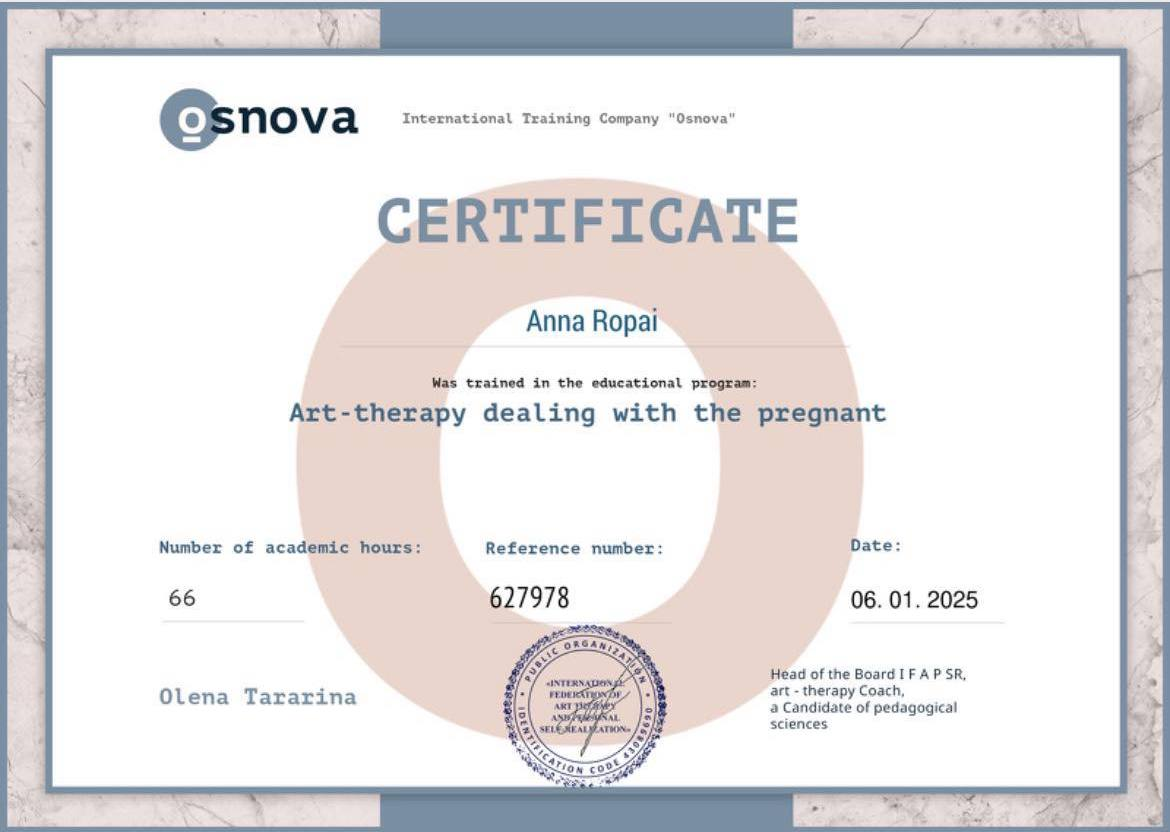 osnova
International Training Company "Osnova"
CERTIFICATE
Anna Ropai
Was trained in the educational program:
Art-therapy dealing with the pregnant
Number of academic hours:
66
Reference number:
627978
Date:
06. 01. 2025
Olena Tararina
PUBLIC ORGANIZATION
«INTERNATIONAL
FEDERATION OF
ART THERAPY
AND PERSONAL
SELF-REALIZATION»
IDENTIFICATION CODE 43089690
Head of the Board I F A P SR,
art - therapy Coach,
a Candidate of pedagogical
sciences